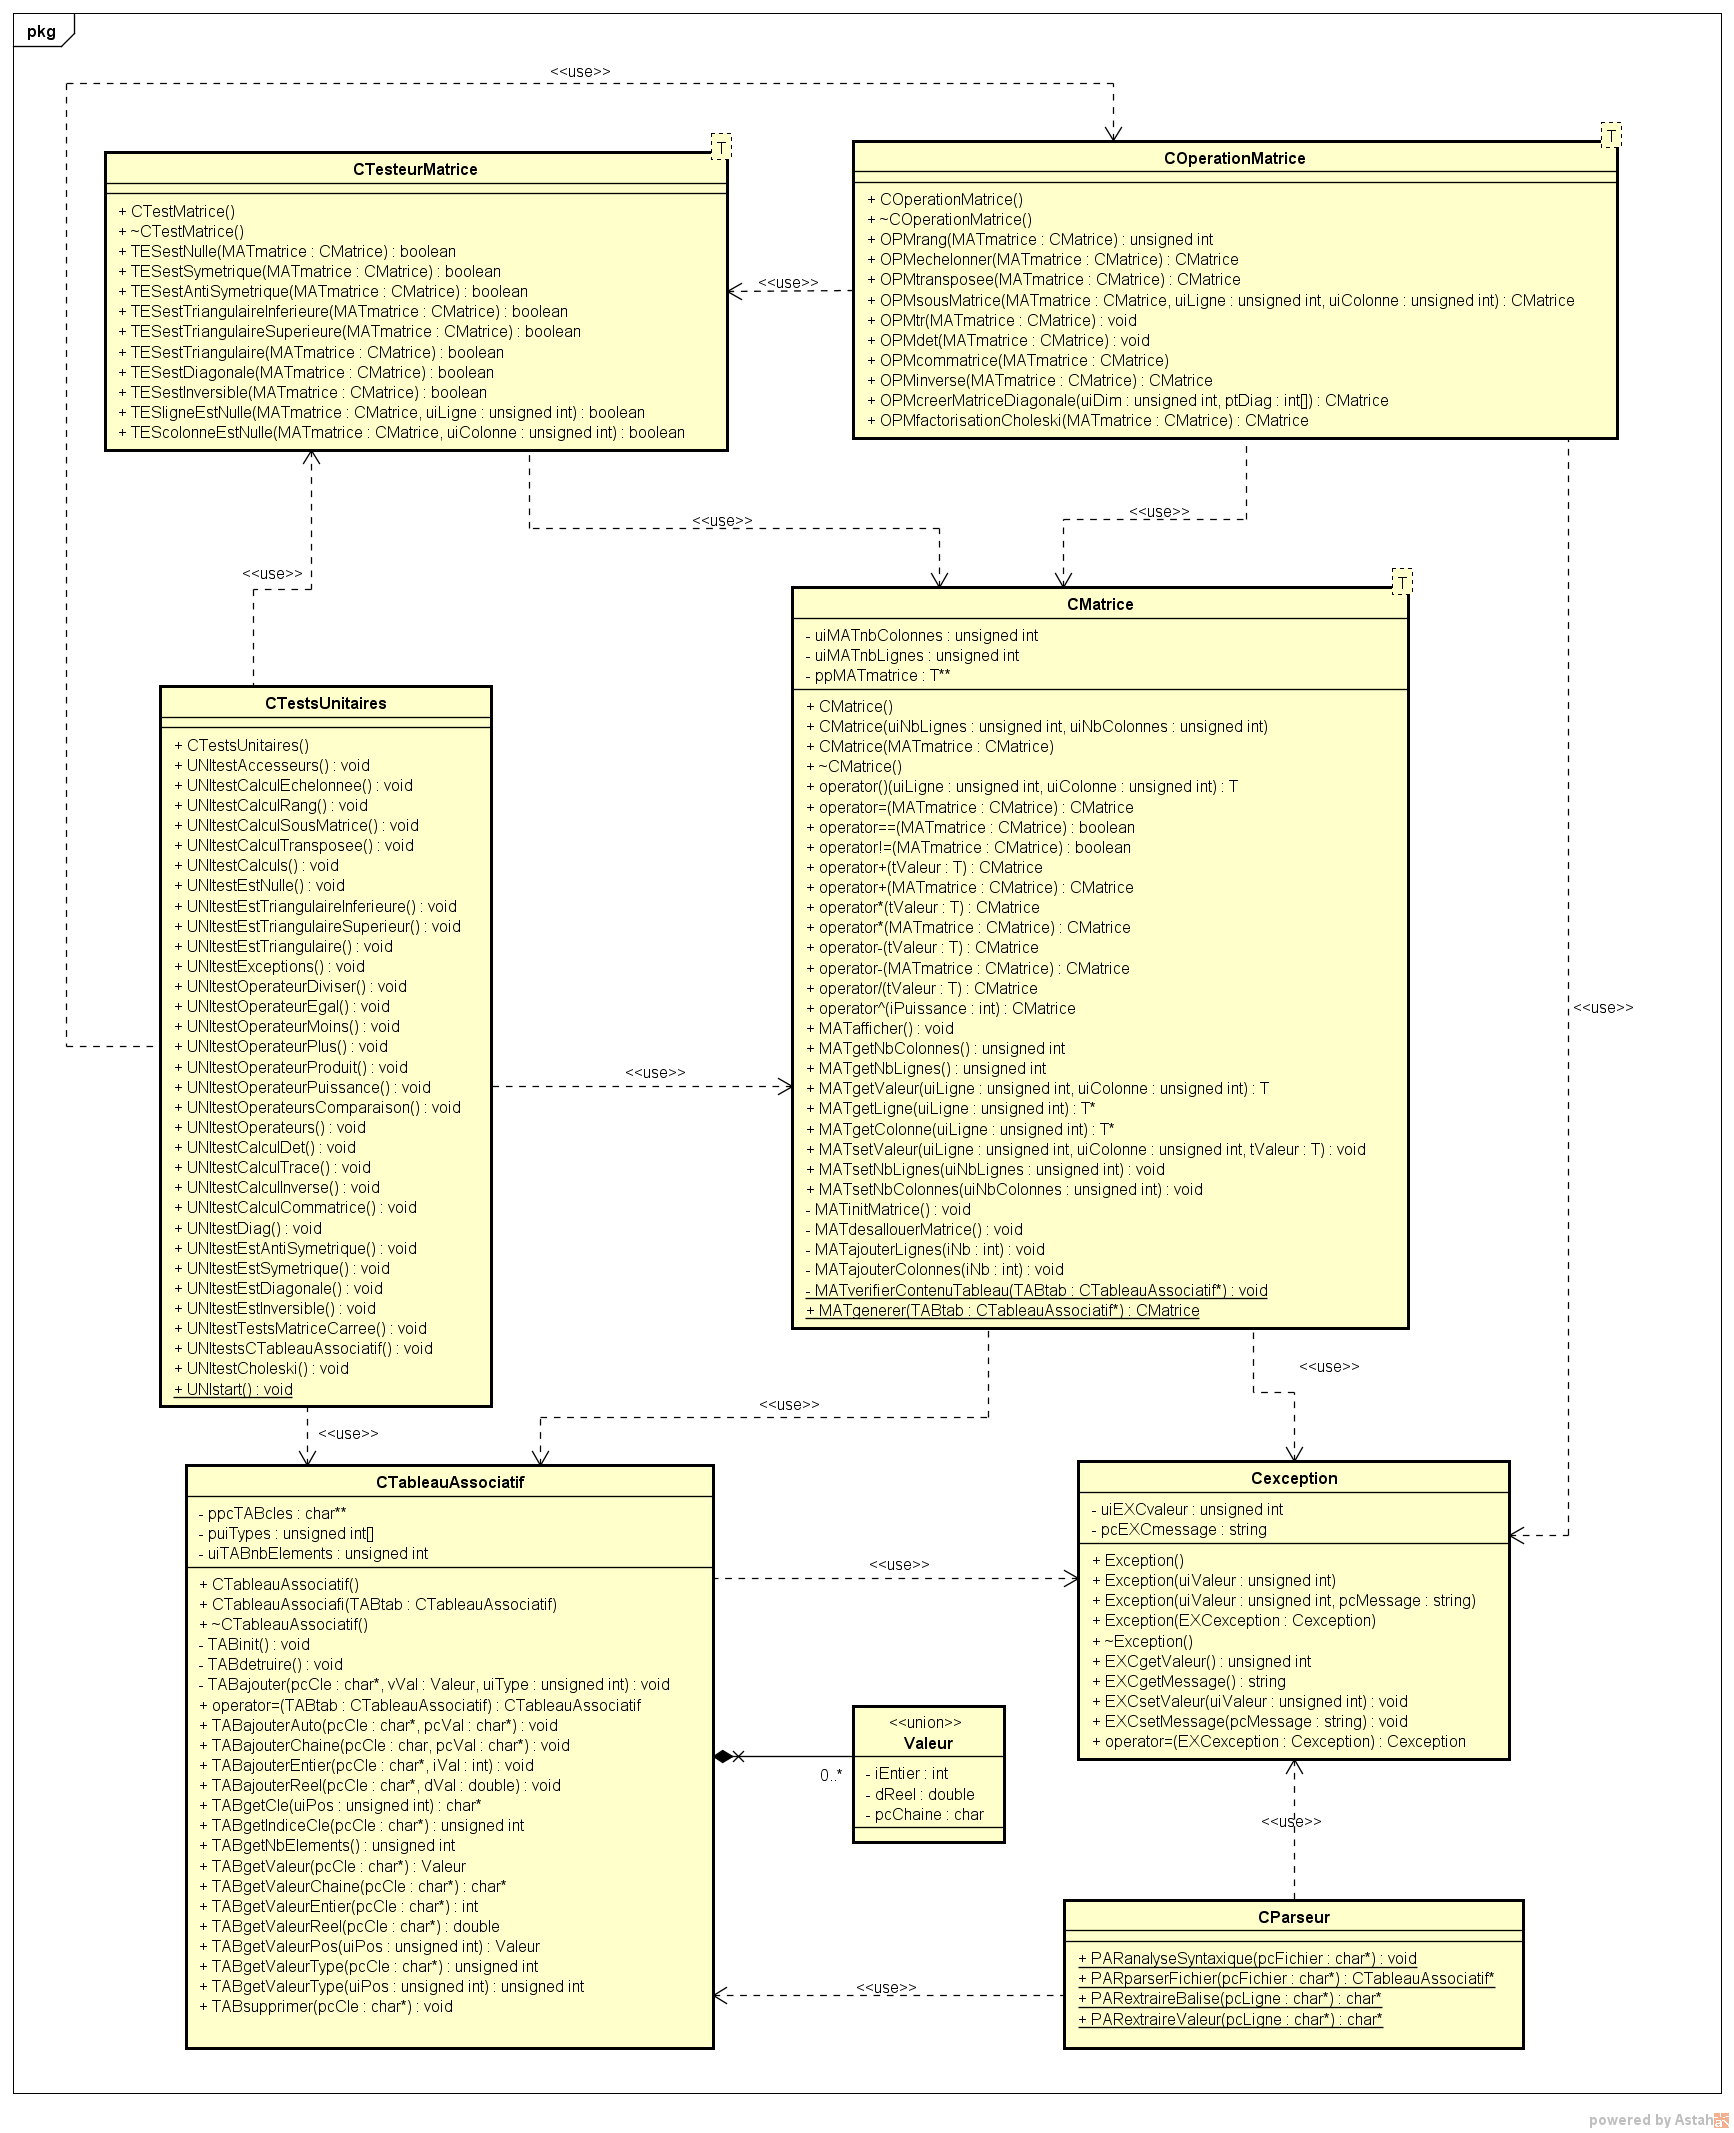 pkg
<<use>>
T
CTesteurMatrice
+ CTestMatrice()
+ ~CTestMatrice()
+ TESestNulle(MATmatrice : CMatrice) : boolean
+ TESestSymetrique(MATmatrice : CMatrice) : boolean
+ TESestAntiSymetrique(MATmatrice : CMatrice) : boolean
+ TESestTriangulaireInferieure(MATmatrice : CMatrice) : boolean
+ TESestTriangulaireSuperieure(MATmatrice : CMatrice) : boolean
+ TESestTriangulaire(MATmatrice : CMatrice) : boolean
+ TESestDiagonale(MATmatrice : CMatrice) : boolean
+ TESestInversible(MATmatrice : CMatrice) : boolean
+ TESligneEstNulle(MATmatrice : CMatrice, uiLigne : unsigned int) : boolean
+ TEScolonneEstNulle(MATmatrice : CMatrice, uiColonne : unsigned int) : boolean
<<use>>
T
COperationMatrice
+ COperationMatrice()
+ ~COperationMatrice()
+ OPMrang(MATmatrice : CMatrice) : unsigned int
+ OPMechelonner(MATmatrice : CMatrice) : CMatrice
+ OPMtransposee(MATmatrice : CMatrice) : CMatrice
+ OPMsousMatrice(MATmatrice : CMatrice, uiLigne : unsigned int, uiColonne : unsigned int) : CMatrice
+ OPMtr(MATmatrice : CMatrice) : void
+ OPMdet(MATmatrice : CMatrice) : void
+ OPMcommatrice(MATmatrice : CMatrice)
+ OPMinverse(MATmatrice : CMatrice) : CMatrice
+ OPMcreerMatriceDiagonale(uiDim : unsigned int, ptDiag : int[]) : CMatrice
+ OPMfactorisationCholeski(MATmatrice : CMatrice) : CMatrice
<<use>>
<<use>>
<<use>>
T
CMatrice
- uiMATnbColonnes : unsigned int
- uiMATnbLignes : unsigned int
- ppMATmatrice : T**
+ CMatrice()
+ CMatrice(uiNbLignes : unsigned int, uiNbColonnes : unsigned int)
+ CMatrice(MATmatrice : CMatrice)
+ ~CMatrice()
+ operator()(uiLigne : unsigned int, uiColonne : unsigned int) : T
+ operator=(MATmatrice : CMatrice) : CMatrice
+ operator==(MATmatrice : CMatrice) : boolean
+ operator!=(MATmatrice : CMatrice) : boolean
+ operator+(tValeur : T) : CMatrice
+ operator+(MATmatrice : CMatrice) : CMatrice
+ operator*(tValeur : T) : CMatrice
+ operator*(MATmatrice : CMatrice) : CMatrice
+ operator-(tValeur : T) : CMatrice
+ operator-(MATmatrice : CMatrice) : CMatrice
+ operator/(tValeur : T) : CMatrice
+ operator^(iPuissance : int) : CMatrice
+ MATafficher() : void
+ MATgetNbColonnes() : unsigned int
+ MATgetNbLignes() : unsigned int
+ MATgetValeur(uiLigne : unsigned int, uiColonne : unsigned int) : T
+ MATgetLigne(uiLigne : unsigned int) : T*
+ MATgetColonne(uiLigne : unsigned int) : T*
+ MATsetValeur(uiLigne : unsigned int, uiColonne : unsigned int, tValeur : T) : void
+ MATsetNbLignes(uiNbLignes : unsigned int) : void
+ MATsetNbColonnes(uiNbColonnes : unsigned int) : void
- MATinitMatrice() : void
- MATdesallouerMatrice() : void
- MATajouterLignes(iNb : int) : void
- MATajouterColonnes(iNb : int) : void
- MATverifierContenuTableau(TABtab : CTableauAssociatif*) : void
+ MATgenerer(TABtab : CTableauAssociatif*) : CMatrice
CTestsUnitaires
+ CTestsUnitaires()
+ UNItestAccesseurs() : void
+ UNItestCalculEchelonnee() : void
+ UNItestCalculRang() : void
+ UNItestCalculSousMatrice() : void
+ UNItestCalculTransposee() : void
+ UNItestCalculs() : void
+ UNItestEstNulle() : void
+ UNItestEstTriangulaireInferieure() : void
+ UNItestEstTriangulaireSuperieur() : void
+ UNItestEstTriangulaire() : void
+ UNItestExceptions() : void
+ UNItestOperateurDiviser() : void
+ UNItestOperateurEgal() : void
+ UNItestOperateurMoins() : void
+ UNItestOperateurPlus() : void
+ UNItestOperateurProduit() : void
+ UNItestOperateurPuissance() : void
+ UNItestOperateursComparaison() : void
+ UNItestOperateurs() : void
+ UNItestCalculDet() : void
+ UNItestCalculTrace() : void
+ UNItestCalculInverse() : void
+ UNItestCalculCommatrice() : void
+ UNItestDiag() : void
+ UNItestEstAntiSymetrique() : void
+ UNItestEstSymetrique() : void
+ UNItestEstDiagonale() : void
+ UNItestEstInversible() : void
+ UNItestTestsMatriceCarree() : void
+ UNItestsCTableauAssociatif() : void
+ UNItestCholeski() : void
+ UNIstart() : void
<<use>>
<<use>>
<<use>>
<<use>>
<<use>>
CTableauAssociatif
- ppcTABcles : char**
- puiTypes : unsigned int[]
- uiTABnbElements : unsigned int
+ CTableauAssociatif()
+ CTableauAssociafi(TABtab : CTableauAssociatif)
+ ~CTableauAssociatif()
- TABinit() : void
- TABdetruire() : void
- TABajouter(pcCle : char*, vVal : Valeur, uiType : unsigned int) : void
+ operator=(TABtab : CTableauAssociatif) : CTableauAssociatif
+ TABajouterAuto(pcCle : char*, pcVal : char*) : void
+ TABajouterChaine(pcCle : char, pcVal : char*) : void
+ TABajouterEntier(pcCle : char*, iVal : int) : void
+ TABajouterReel(pcCle : char*, dVal : double) : void
+ TABgetCle(uiPos : unsigned int) : char*
+ TABgetIndiceCle(pcCle : char*) : unsigned int
+ TABgetNbElements() : unsigned int
+ TABgetValeur(pcCle : char*) : Valeur
+ TABgetValeurChaine(pcCle : char*) : char*
+ TABgetValeurEntier(pcCle : char*) : int
+ TABgetValeurReel(pcCle : char*) : double
+ TABgetValeurPos(uiPos : unsigned int) : Valeur
+ TABgetValeurType(pcCle : char*) : unsigned int
+ TABgetValeurType(uiPos : unsigned int) : unsigned int
+ TABsupprimer(pcCle : char*) : void
<<use>>
Cexception
- uiEXCvaleur : unsigned int
- pcEXCmessage : string
+ Exception()
+ Exception(uiValeur : unsigned int)
+ Exception(uiValeur : unsigned int, pcMessage : string)
+ Exception(EXCexception : Cexception)
+ ~Exception()
+ EXCgetValeur() : unsigned int
+ EXCgetMessage() : string
+ EXCsetValeur(uiValeur : unsigned int) : void
+ EXCsetMessage(pcMessage : string) : void
+ operator=(EXCexception : Cexception) : Cexception
0..*
<<union>>
Valeur
- iEntier : int
- dReel : double
- pcChaine : char
<<use>>
CParseur
+ PARanalyseSyntaxique(pcFichier : char*) : void
+ PARparserFichier(pcFichier : char*) : CTableauAssociatif*
+ PARextraireBalise(pcLigne : char*) : char*
+ PARextraireValeur(pcLigne : char*) : char*
<<use>>
powered by Astah